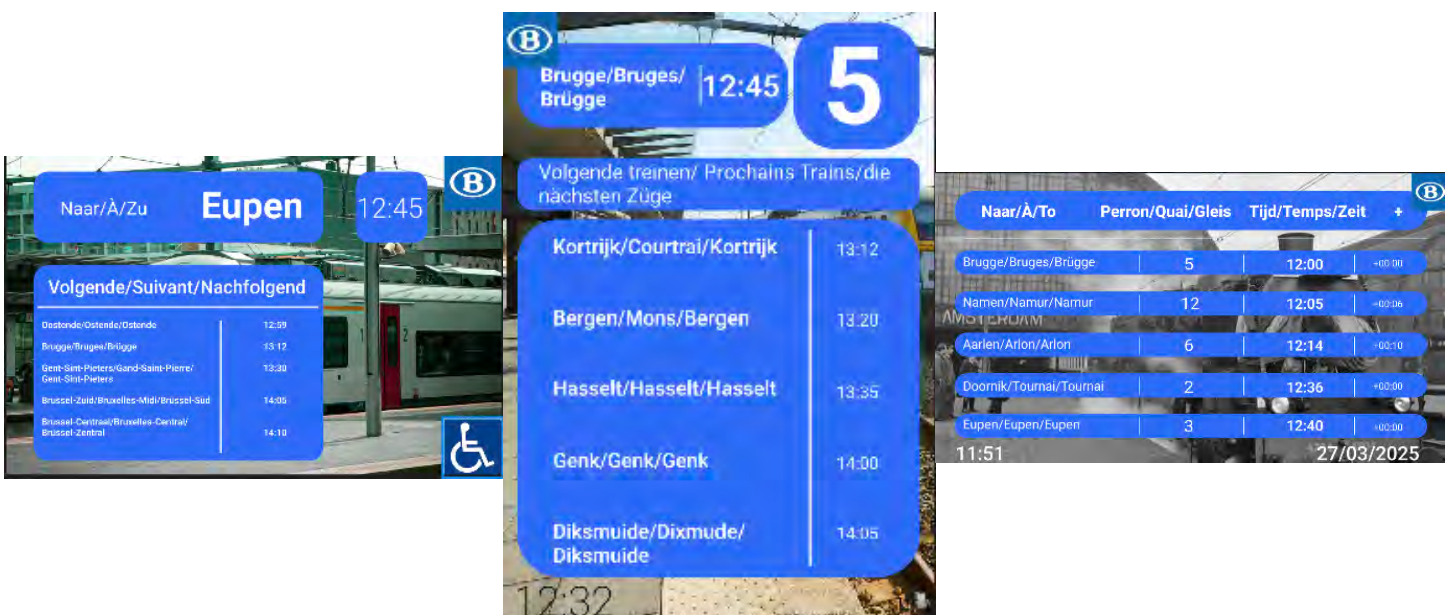 Naar/À/Zu Eupen 12:45
B
Volgende/Suivant/Nachfolgend
Oostende/Ostende/Ostende 12:59
Brugge/Bruges/Brügge 13:12
Gent-Sint-Pieters/Gand-Saint-Pierre/ 13:30
Gent-Sint-Pieters
Brussel-Zuid/Bruxelles-Midi/Brüssel-Süd 14:05
Brussel-Centraal/Bruxelles-Central/
Brüssel-Zentral 14:10
2
B
Brugge/Bruges/
Brügge
12:45
5
Volgende treinen/ Prochains Trains/die
nächsten Züge
Kortrijk/Courtrai/Kortrijk 13:12
Bergen/Mons/Bergen 13:20
Hasselt/Hasselt/Hasselt 13:35
Genk/Genk/Genk 14:00
Diksmuide/Dixmude/ 14:05
Diksmuide
12:32
B
Naar/À/To Perron/Quai/Gleis Tijd/Temps/Zeit +
Brugge/Bruges/Brügge 5 12:00 +00:00
Namen/Namur/Namur 12 12:05 +00:06
AMSTERDAM
Aarlen/Arlon/Arlon 6 12:14 +00:10
Doornik/Tournai/Tournai 2 12:36 +00:00
Eupen/Eupen/Eupen 3 12:40 +00:00
11:51 27/03/2025